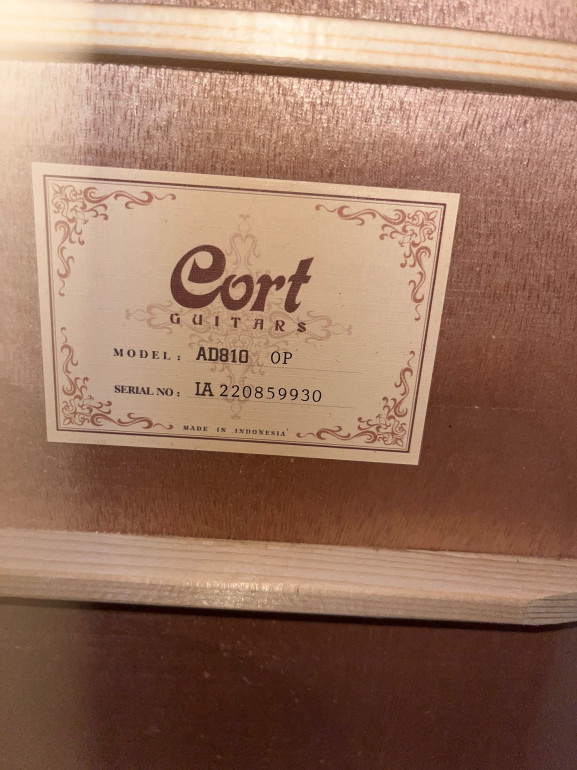 Cort
GUITARS
MODEL: AD810 OP
SERIAL NO: IA 220859930
MADE IN INDONESIA